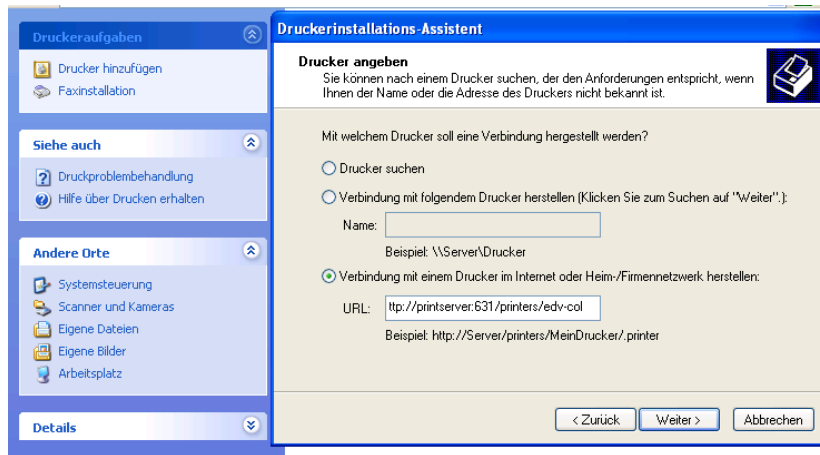 Druckeraufgaben
Drucker hinzufügen
Faxinstallation
Siehe auch
Druckproblembehandlung
Hilfe über Drucken erhalten
Andere Orte
Systemsteuerung
Scanner und Kameras
Eigene Dateien
Eigene Bilder
Arbeitsplatz
Details
Druckerinstallations-Assistent
Drucker angeben
Sie können nach einem Drucker suchen, der den Anforderungen entspricht, wenn
Ihnen der Name oder die Adresse des Druckers nicht bekannt ist.
Mit welchem Drucker soll eine Verbindung hergestellt werden?
Drucker suchen
Verbindung mit folgendem Drucker herstellen (Klicken Sie zum Suchen auf "Weiter".):
Name:
Beispiel: \\Server\Drucker
Verbindung mit einem Drucker im Internet oder Heim-/Firmennetzwerk herstellen:
URL: ttp://printserver:631/printers/edv-col
Beispiel: http://Server/printers/MeinDrucker/.printer
< Zurück Weiter > Abbrechen